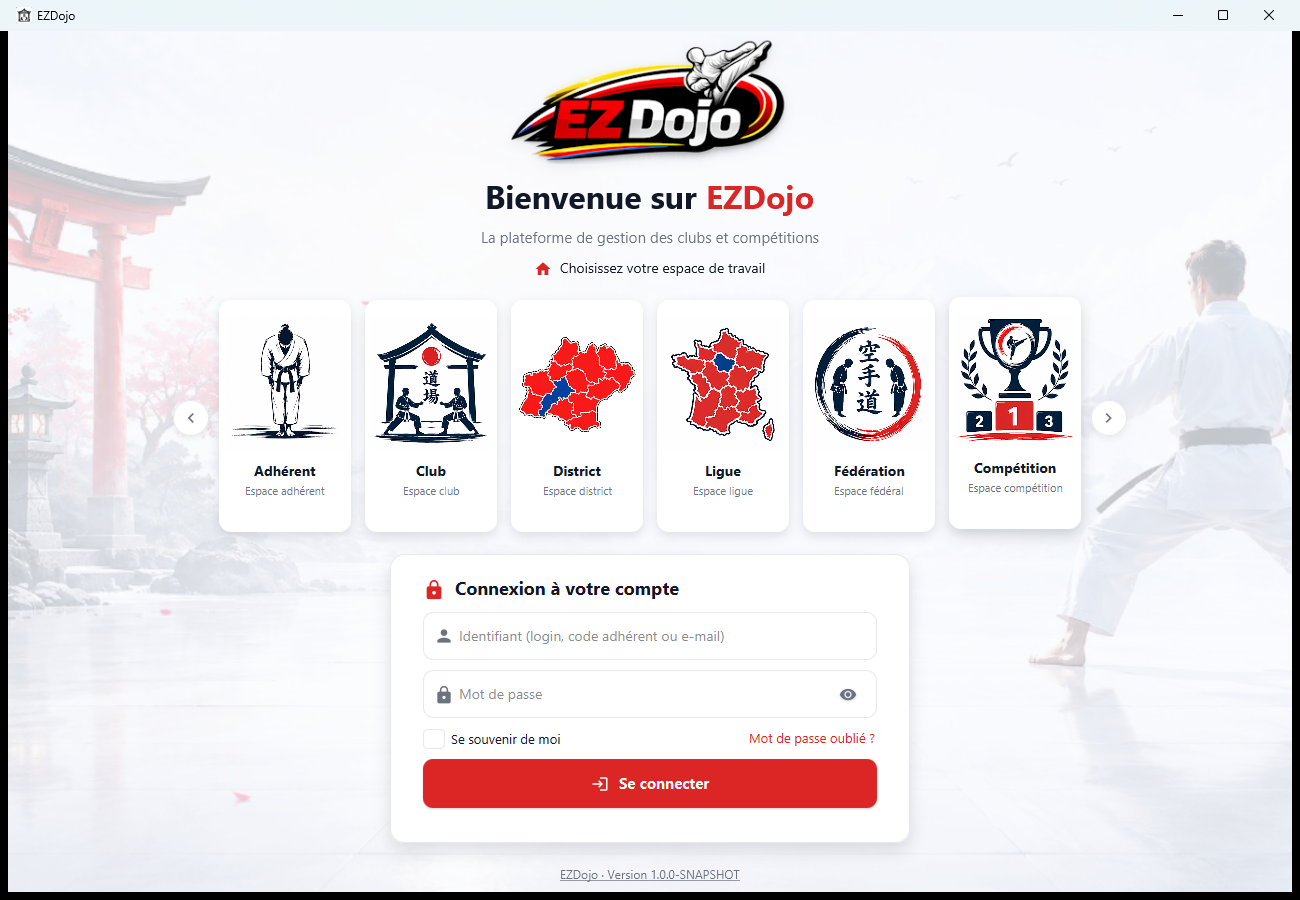 EZDojo
EZ Dojo
Bienvenue sur EZDojo
La plateforme de gestion des clubs et compétitions
Choisissez votre espace de travail
道場
空手道
2 1 3
Adhérent
Espace adhérent
Club
Espace club
District
Espace district
Ligue
Espace ligue
Fédération
Espace fédéral
Compétition
Espace compétition
Connexion à votre compte
Identifiant (login, code adhérent ou e-mail)
Mot de passe
Se souvenir de moi
Mot de passe oublié ?
Se connecter
EZDojo · Version 1.0.0-SNAPSHOT